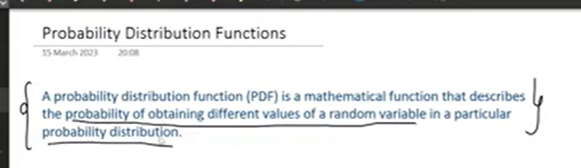 Probability Distribution Functions
15 March 2023 20:08
A probability distribution function (PDF) is a mathematical function that describes
the probability of obtaining different values of a random variable in a particular
probability distribution.